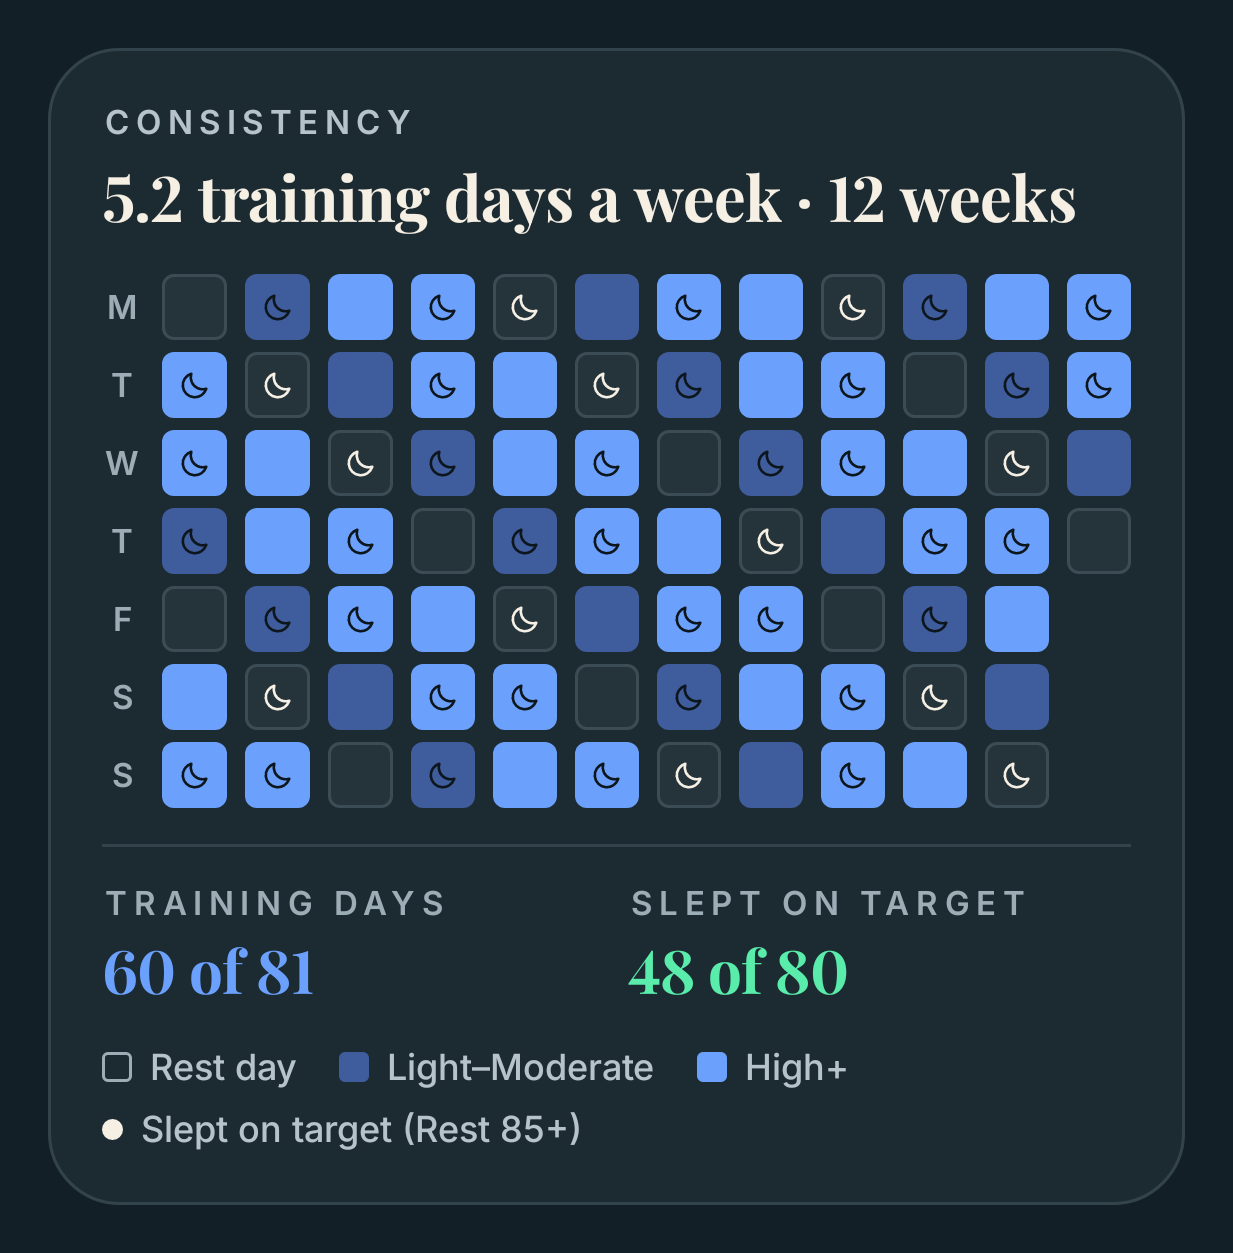 CONSISTENCY
5.2 training days a week · 12 weeks
M
T
W
T
F
S
S
TRAINING DAYS SLEPT ON TARGET
60 of 81 48 of 80
Rest day Light–Moderate High+
Slept on target (Rest 85+)